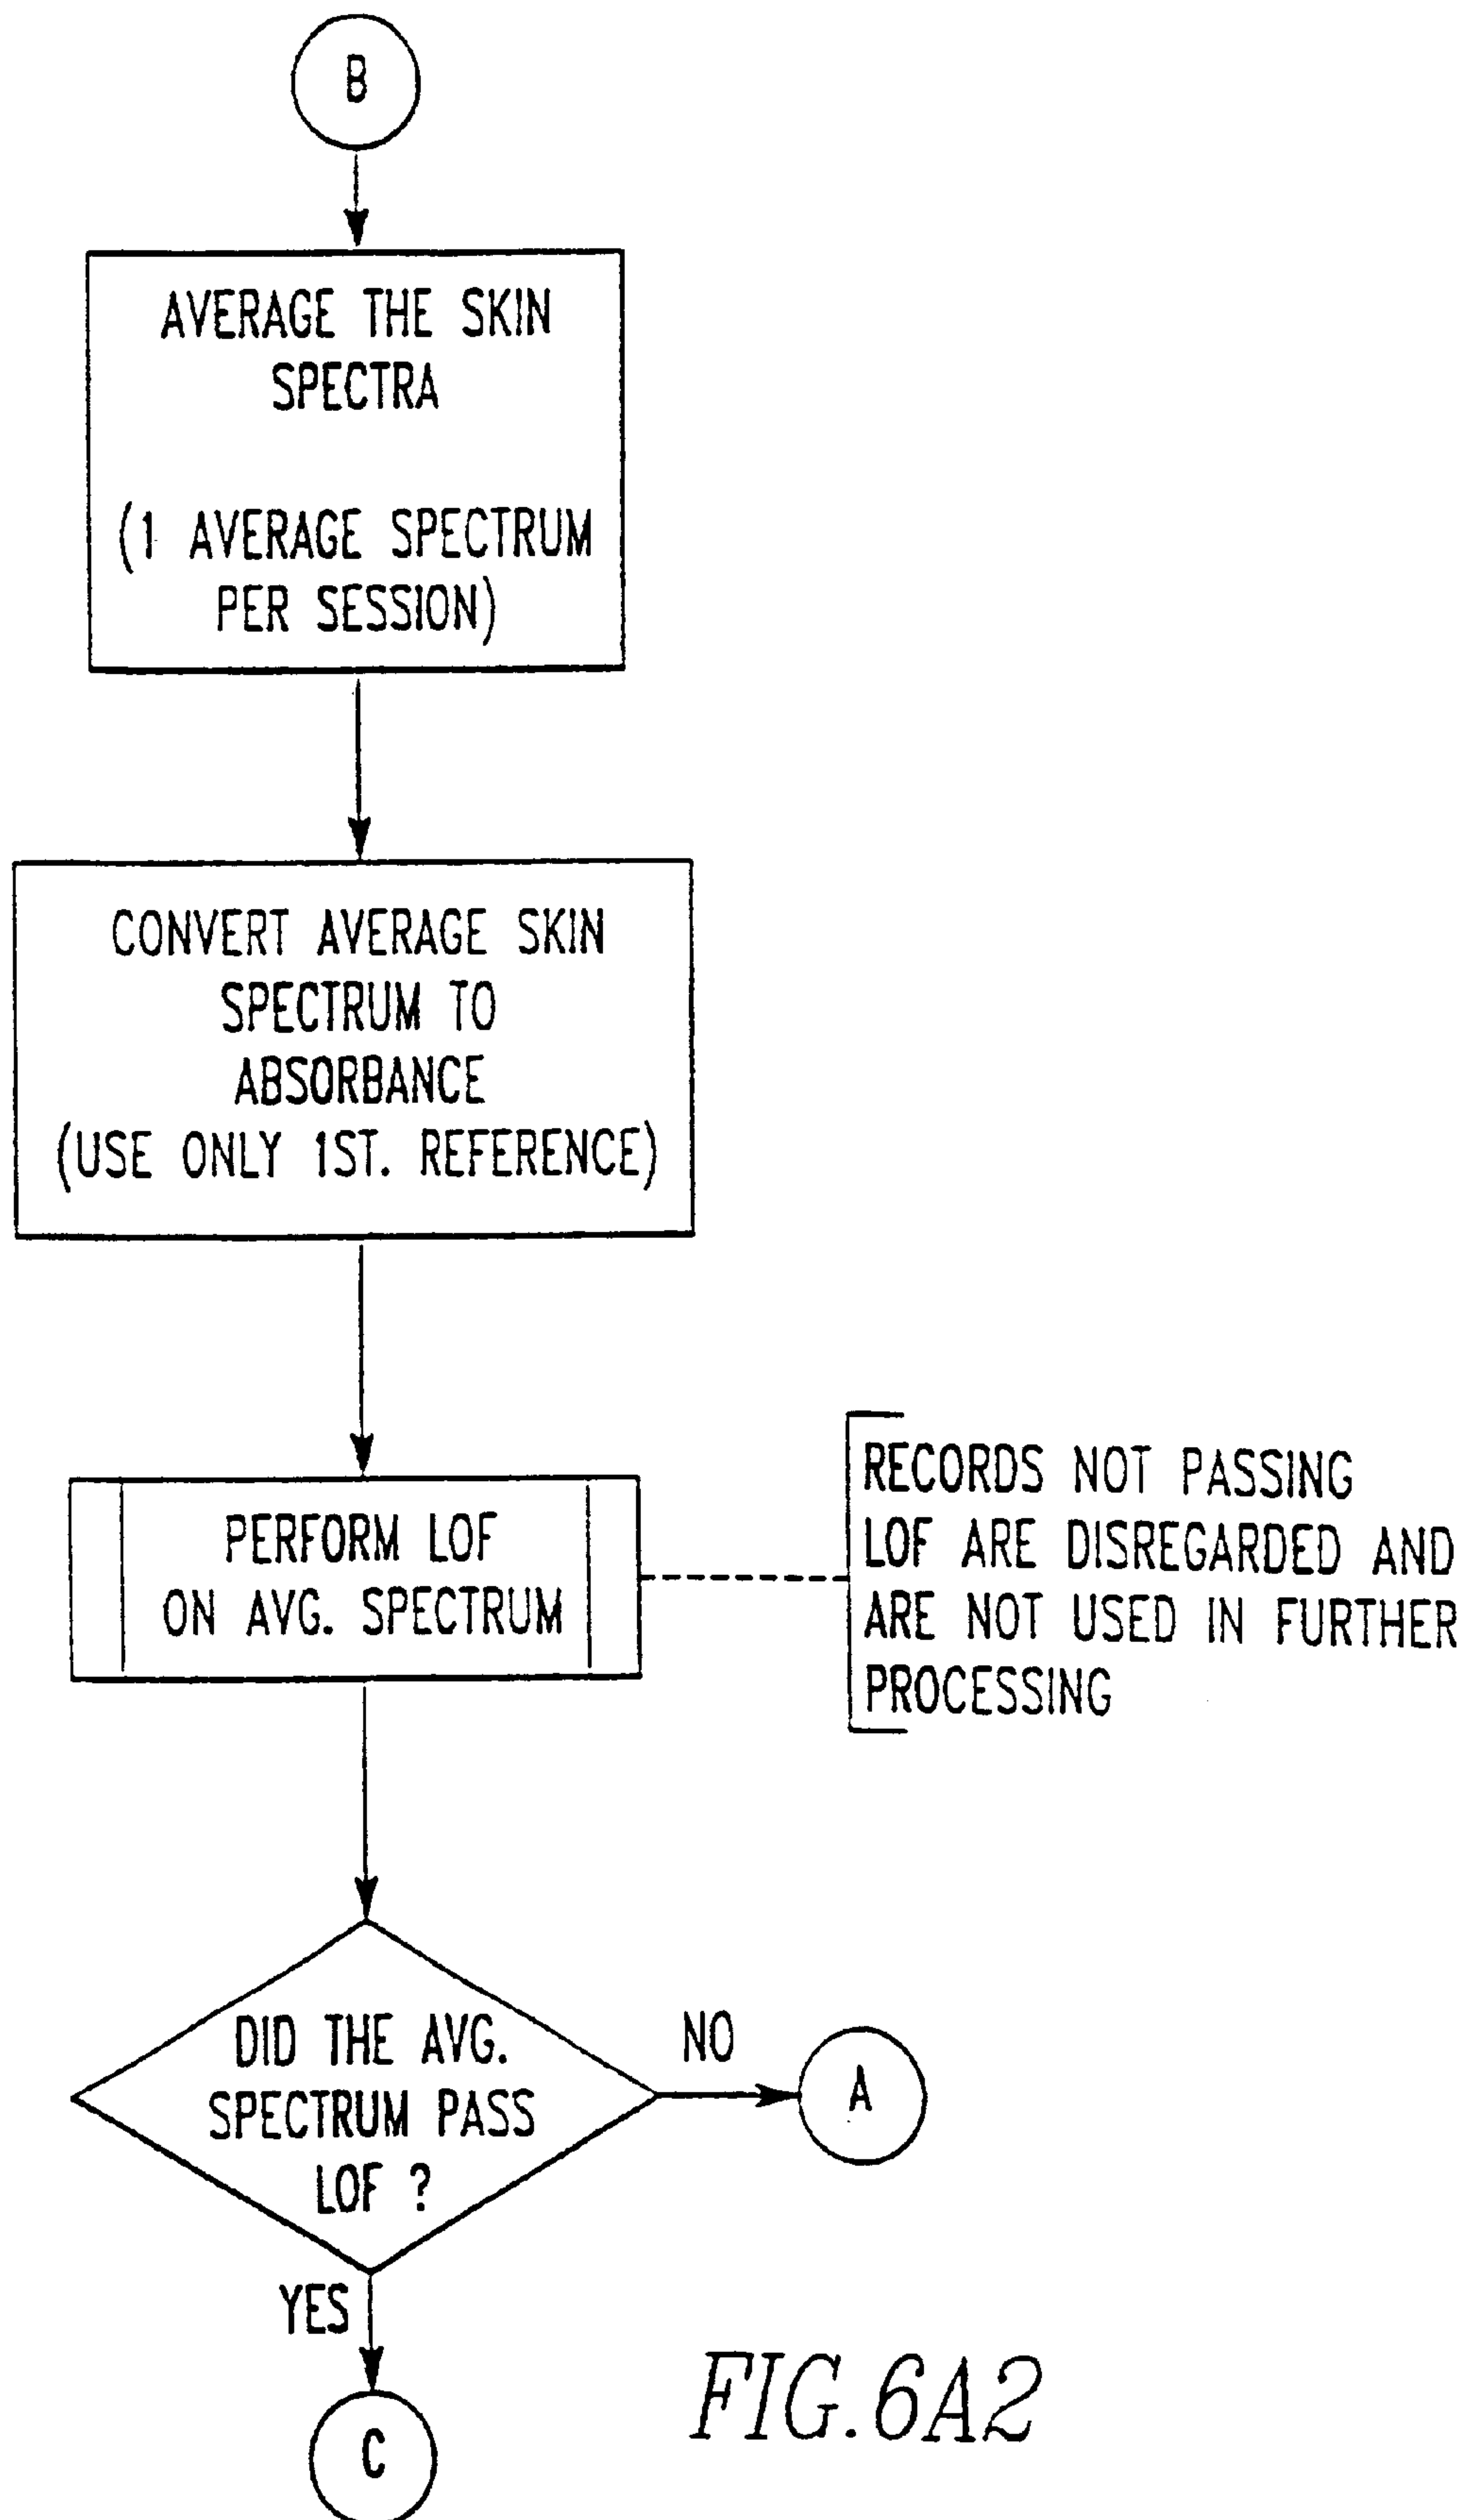 B
AVERAGE THE SKIN
SPECTRA
(1 AVERAGE SPECTRUM
PER SESSION)
CONVERT AVERAGE SKIN
SPECTRUM TO
ABSORBANCE
(USE ONLY 1ST. REFERENCE)
PERFORM LOF
ON AVG. SPECTRUM
RECORDS NOT PASSING
LOF ARE DISREGARDED AND
ARE NOT USED IN FURTHER
PROCESSING
DID THE AVG.
SPECTRUM PASS
LOF ?
NO
A
YES
C
FIG.6A2